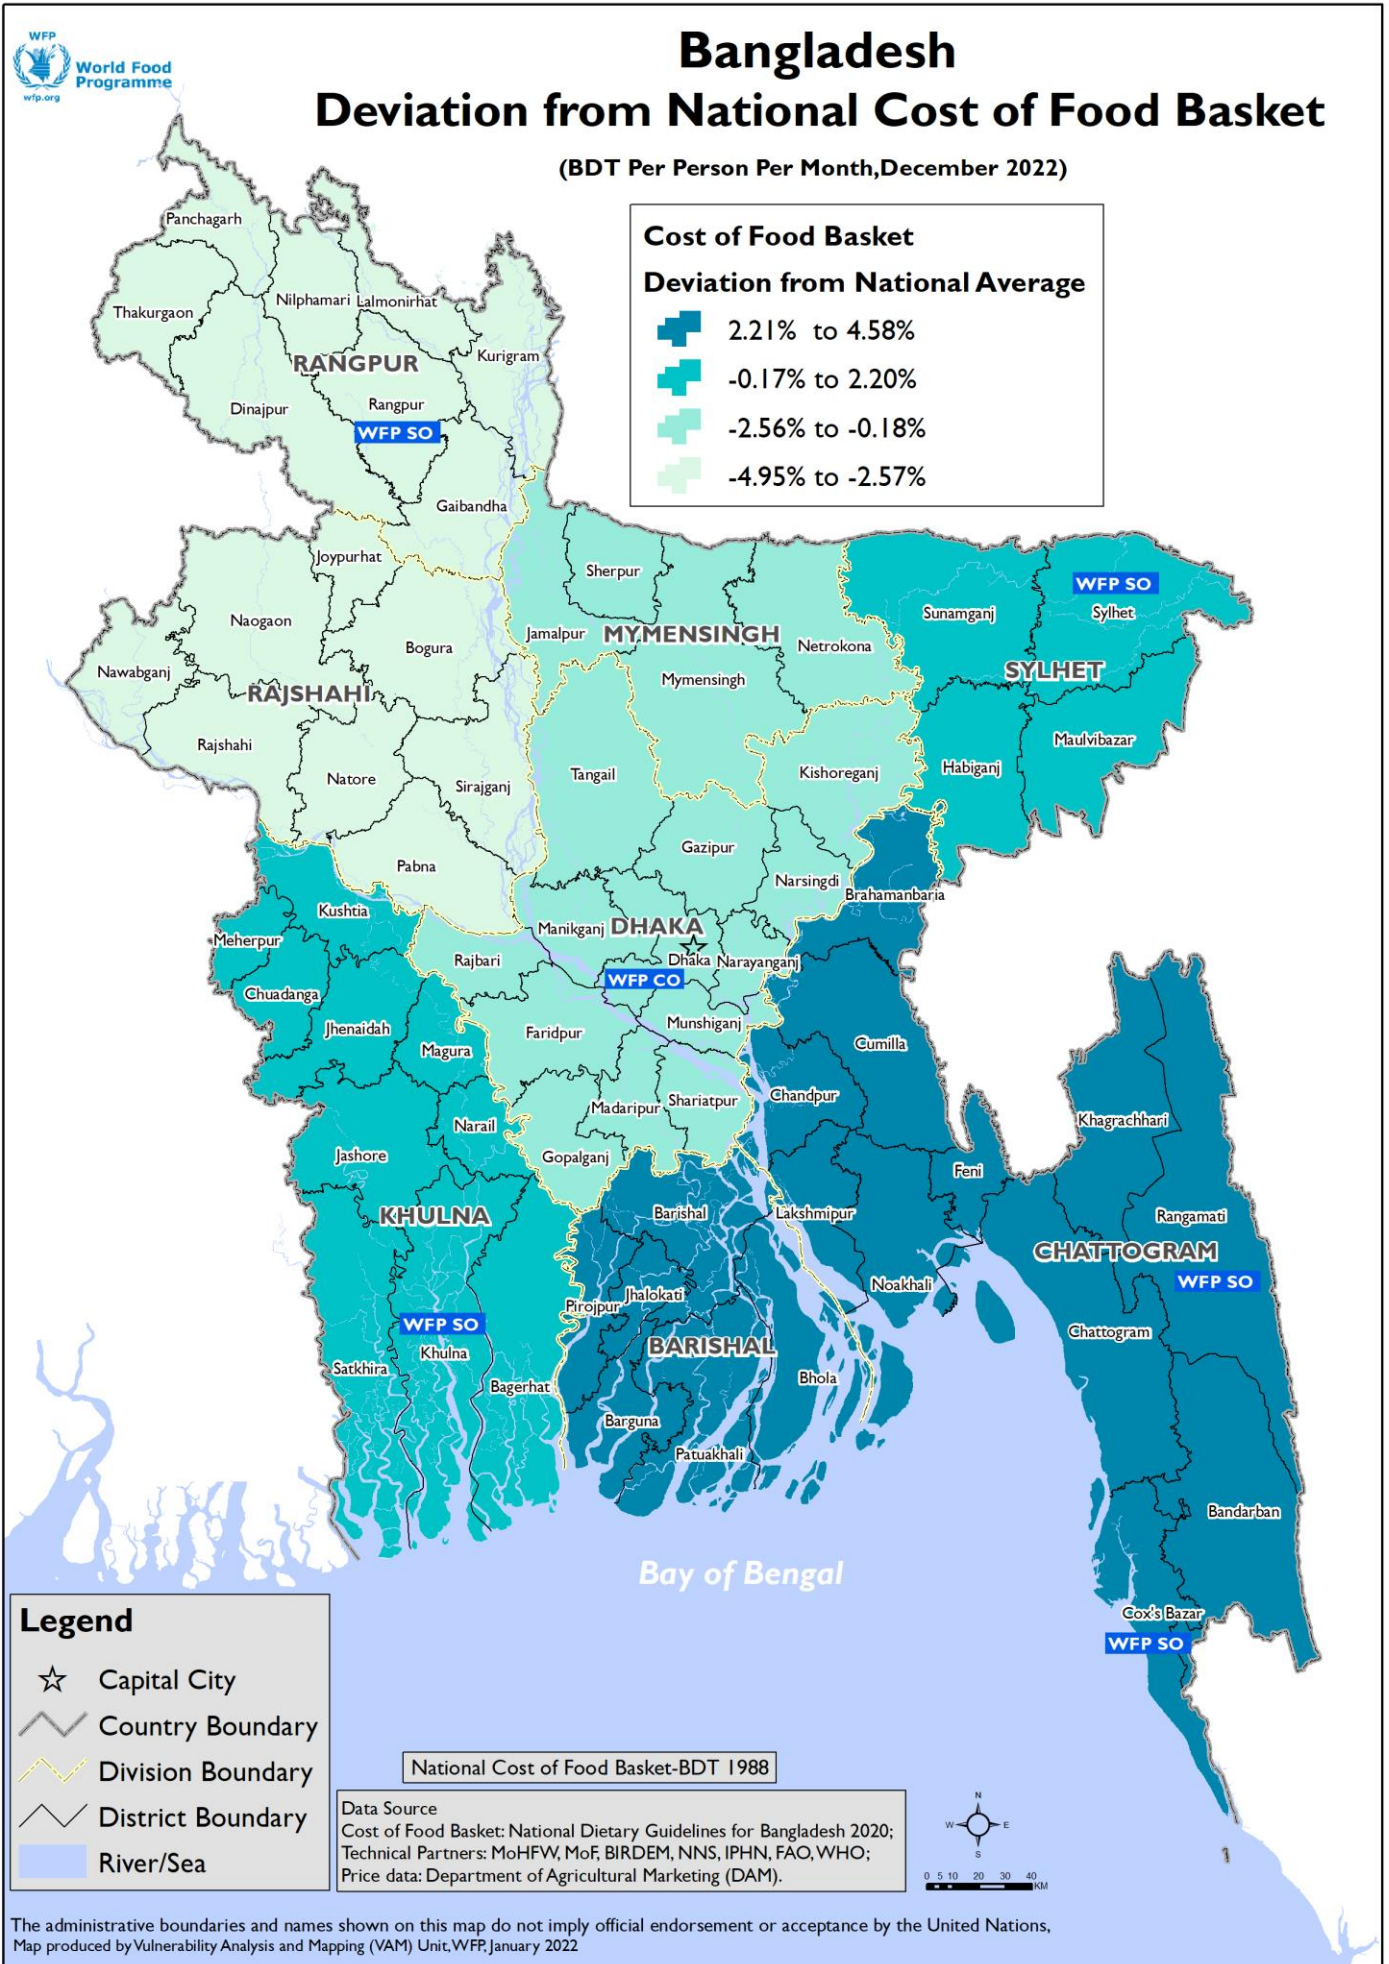 WFP
World Food
Programme
wfp.org
Bangladesh
Deviation from National Cost of Food Basket
(BDT Per Person Per Month,December 2022)
Cost of Food Basket
Deviation from National Average
2.21% to 4.58%
-0.17% to 2.20%
-2.56% to -0.18%
-4.95% to -2.57%
Panchagarh
Thakurgaon
Nilphamari
Lalmonirhat
Kurigram
RANGPUR
Dinajpur
Rangpur
WFP SO
Gaibandha
Joypurhat
Naogaon
Bogura
Nawabganj
RAJSHAHI
Rajshahi
Natore
Sirajganj
Pabna
Sherpur
Jamalpur
MYMENSINGH
Netrokona
Mymensingh
Tangail
Kishoreganj
Sunamganj
WFP SO
Sylhet
SYLHET
Habiganj
Maulvibazar
Gazipur
Narsingdi
Brahamanbaria
Manikganj
DHAKA
Dhaka
Narayanganj
WFP CO
Rajbari
Faridpur
Munshiganj
Madaripur
Shariatpur
Gopalganj
Kushtia
Meherpur
Chuadanga
Jhenaidah
Magura
Narail
Jashore
KHULNA
WFP SO
Khulna
Satkhira
Bagerhat
Cumilla
Chandpur
Feni
Lakshmipur
Noakhali
Khagrachhari
Rangamati
CHATTOGRAM
WFP SO
Chattogram
Bandarban
Cox's Bazar
WFP SO
Barishal
Pirojpur
Jhalokati
BARISHAL
Bhola
Barguna
Patuakhali
Bay of Bengal
Legend
Capital City
Country Boundary
Division Boundary
District Boundary
River/Sea
National Cost of Food Basket-BDT 1988
Data Source
Cost of Food Basket: National Dietary Guidelines for Bangladesh 2020;
Technical Partners: MoHFW, MoF, BIRDEM, NNS, IPHN, FAO, WHO;
Price data: Department of Agricultural Marketing (DAM).
N
W E
S
0 5 10 20 30 40
KM
The administrative boundaries and names shown on this map do not imply official endorsement or acceptance by the United Nations,
Map produced by Vulnerability Analysis and Mapping (VAM) Unit, WFP, January 2022